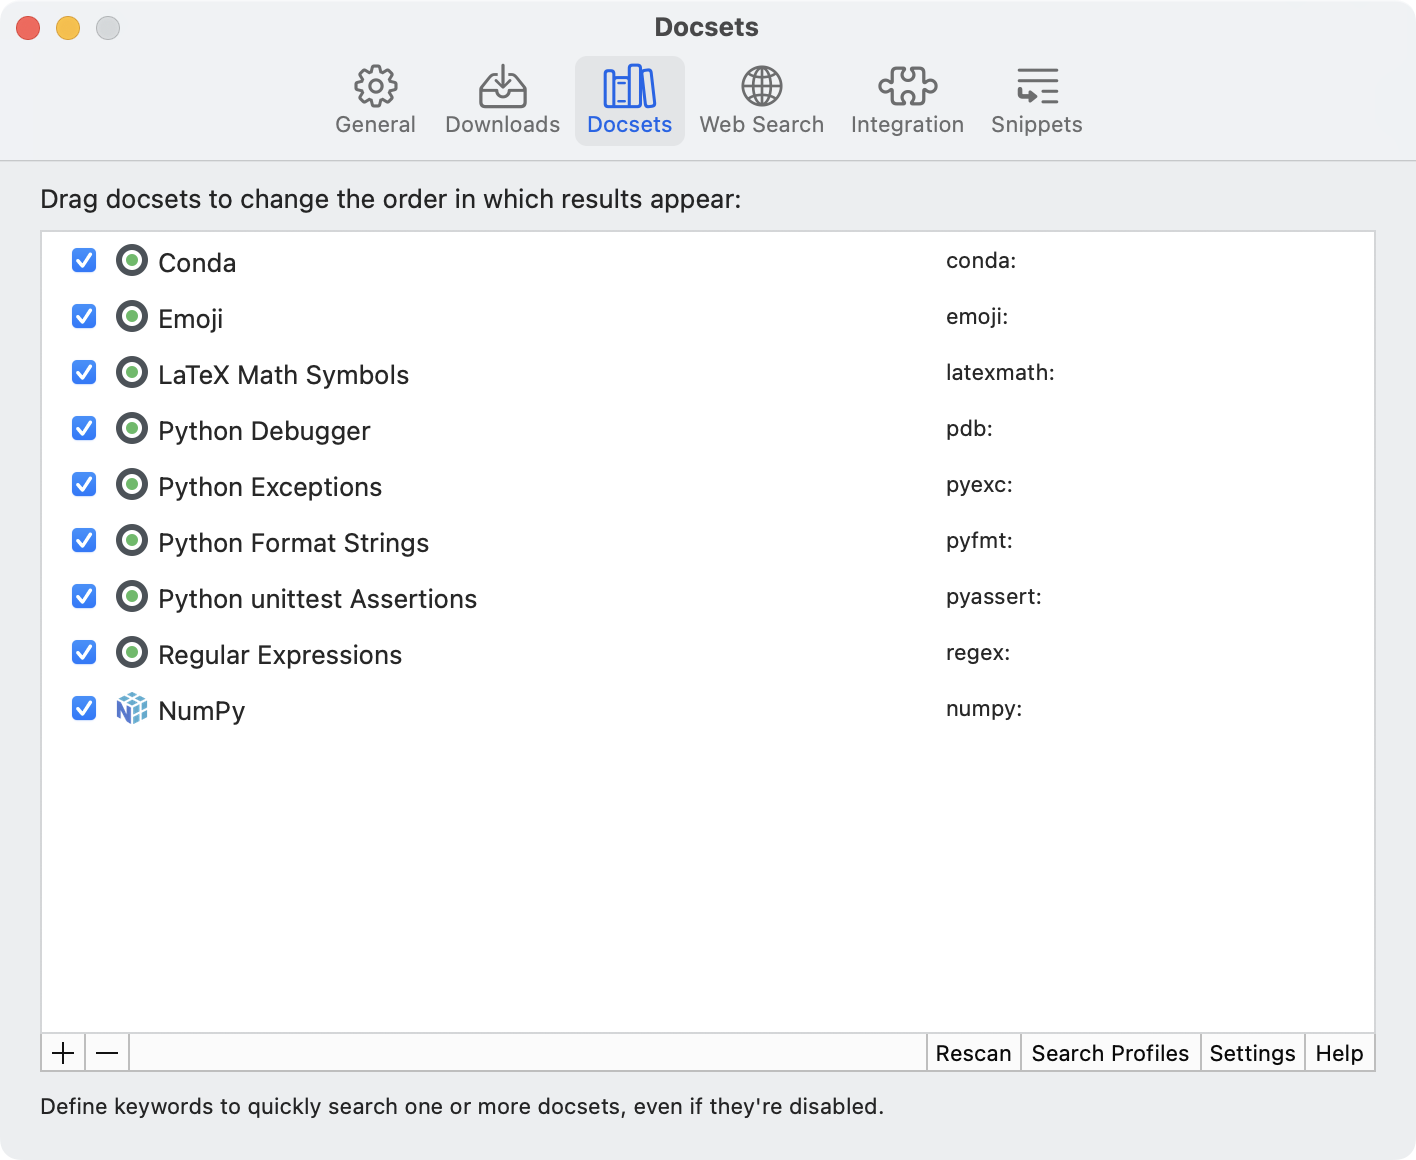 Docsets
General Downloads Docsets Web Search Integration Snippets
Drag docsets to change the order in which results appear:
Conda conda:
Emoji emoji:
LaTeX Math Symbols latexmath:
Python Debugger pdb:
Python Exceptions pyexc:
Python Format Strings pyfmt:
Python unittest Assertions pyassert:
Regular Expressions regex:
NumPy numpy:
Rescan Search Profiles Settings Help
Define keywords to quickly search one or more docsets, even if they're disabled.